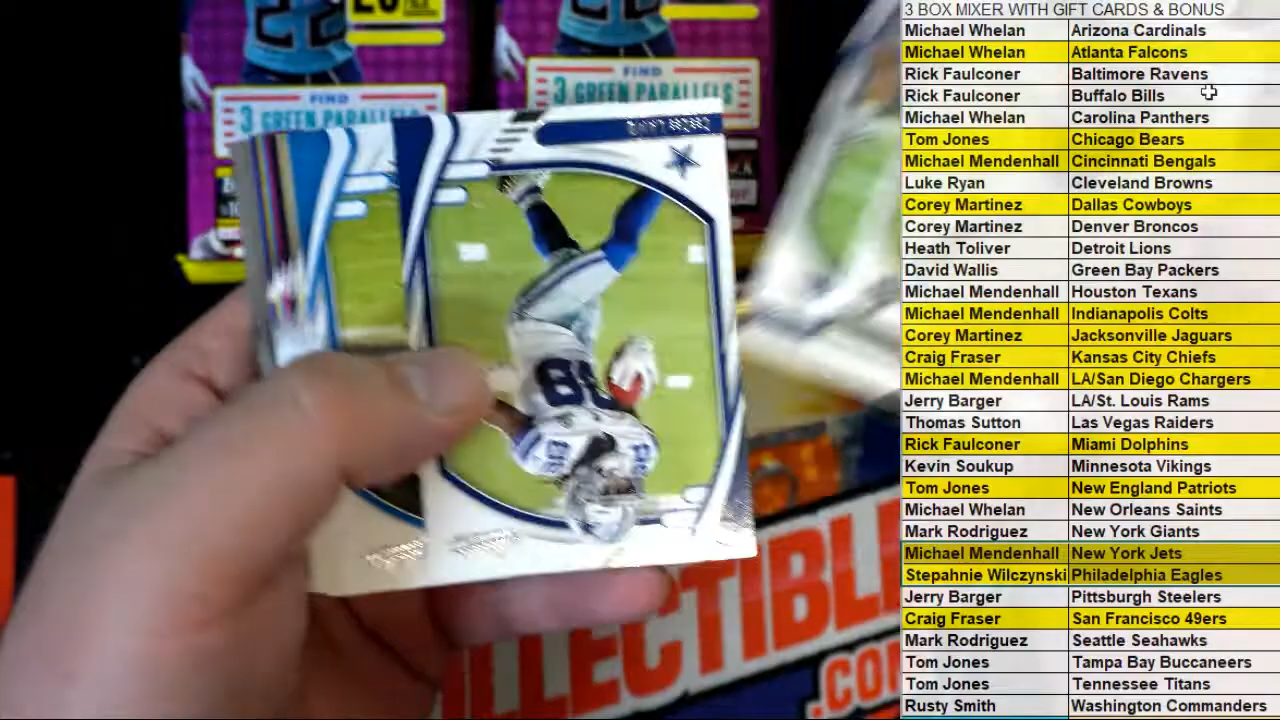 3 BOX MIXER WITH GIFT CARDS & BONUS
Michael Whelan Arizona Cardinals
Michael Whelan Atlanta Falcons
Rick Faulconer Baltimore Ravens
Rick Faulconer Buffalo Bills
Michael Whelan Carolina Panthers
Tom Jones Chicago Bears
Michael Mendenhall Cincinnati Bengals
Luke Ryan Cleveland Browns
Corey Martinez Dallas Cowboys
Corey Martinez Denver Broncos
Heath Toliver Detroit Lions
David Wallis Green Bay Packers
Michael Mendenhall Houston Texans
Michael Mendenhall Indianapolis Colts
Corey Martinez Jacksonville Jaguars
Craig Fraser Kansas City Chiefs
Michael Mendenhall LA/San Diego Chargers
Jerry Barger LA/St. Louis Rams
Thomas Sutton Las Vegas Raiders
Rick Faulconer Miami Dolphins
Kevin Soukup Minnesota Vikings
Tom Jones New England Patriots
Michael Whelan New Orleans Saints
Mark Rodriguez New York Giants
Michael Mendenhall New York Jets
Stepahnie Wilczynski Philadelphia Eagles
Jerry Barger Pittsburgh Steelers
Craig Fraser San Francisco 49ers
Mark Rodriguez Seattle Seahawks
Tom Jones Tampa Bay Buccaneers
Tom Jones Tennessee Titans
Rusty Smith Washington Commanders
22
FIND
3 GREEN PARALLELS
FIND
3 GREEN PARALLELS
88
LLECTIBL
.CO